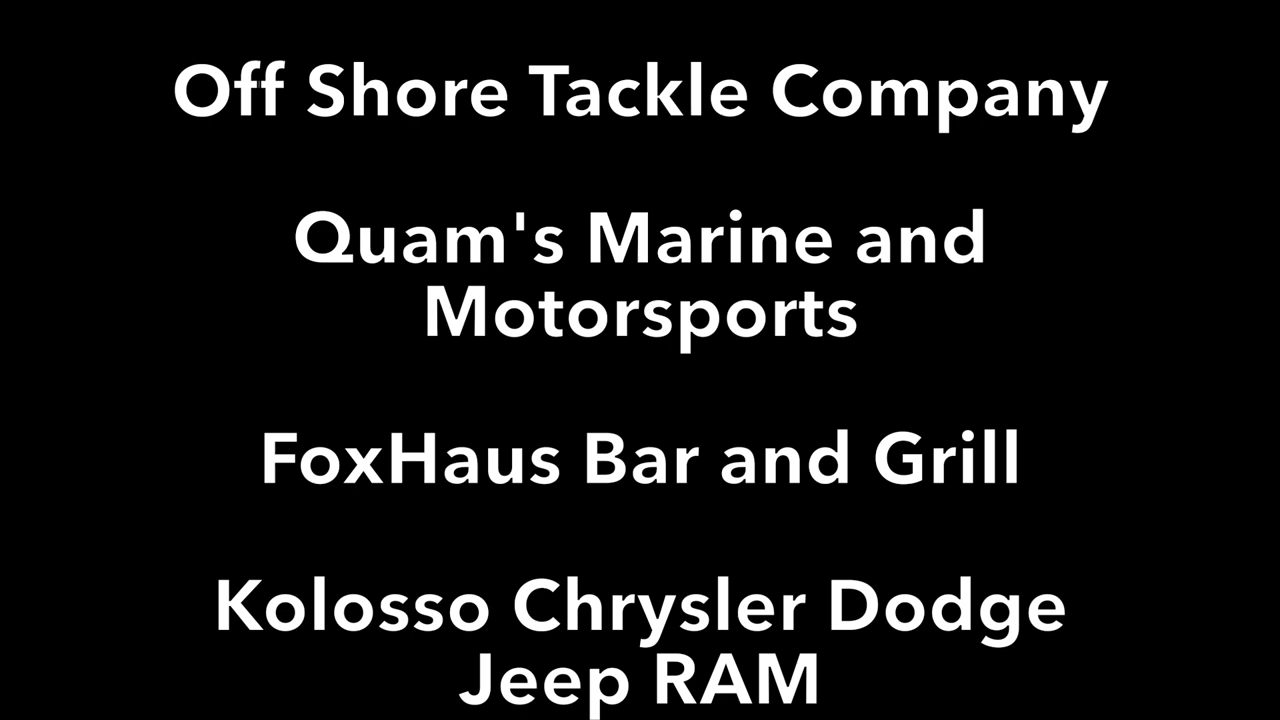 Off Shore Tackle Company
Quam's Marine and
Motorsports
FoxHaus Bar and Grill
Kolosso Chrysler Dodge
Jeep RAM